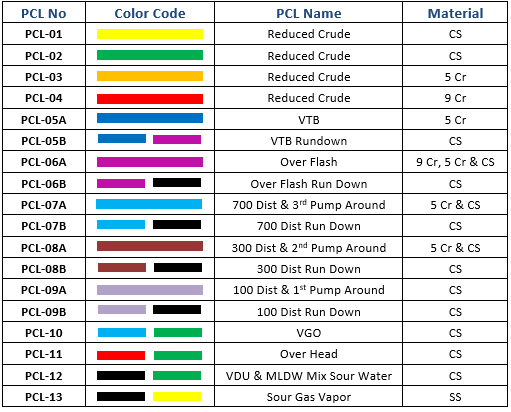 PCL No Color Code PCL Name Material
PCL-01 Reduced Crude CS
PCL-02 Reduced Crude CS
PCL-03 Reduced Crude 5 Cr
PCL-04 Reduced Crude 9 Cr
PCL-05A VTB 5 Cr
PCL-05B VTB Rundown CS
PCL-06A Over Flash 9 Cr, 5 Cr & CS
PCL-06B Over Flash Run Down CS
PCL-07A 700 Dist & 3rd Pump Around 5 Cr & CS
PCL-07B 700 Dist Run Down CS
PCL-08A 300 Dist & 2nd Pump Around 5 Cr & CS
PCL-08B 300 Dist Run Down CS
PCL-09A 100 Dist & 1st Pump Around CS
PCL-09B 100 Dist Run Down CS
PCL-10 VGO CS
PCL-11 Over Head CS
PCL-12 VDU & MLDW Mix Sour Water CS
PCL-13 Sour Gas Vapor SS